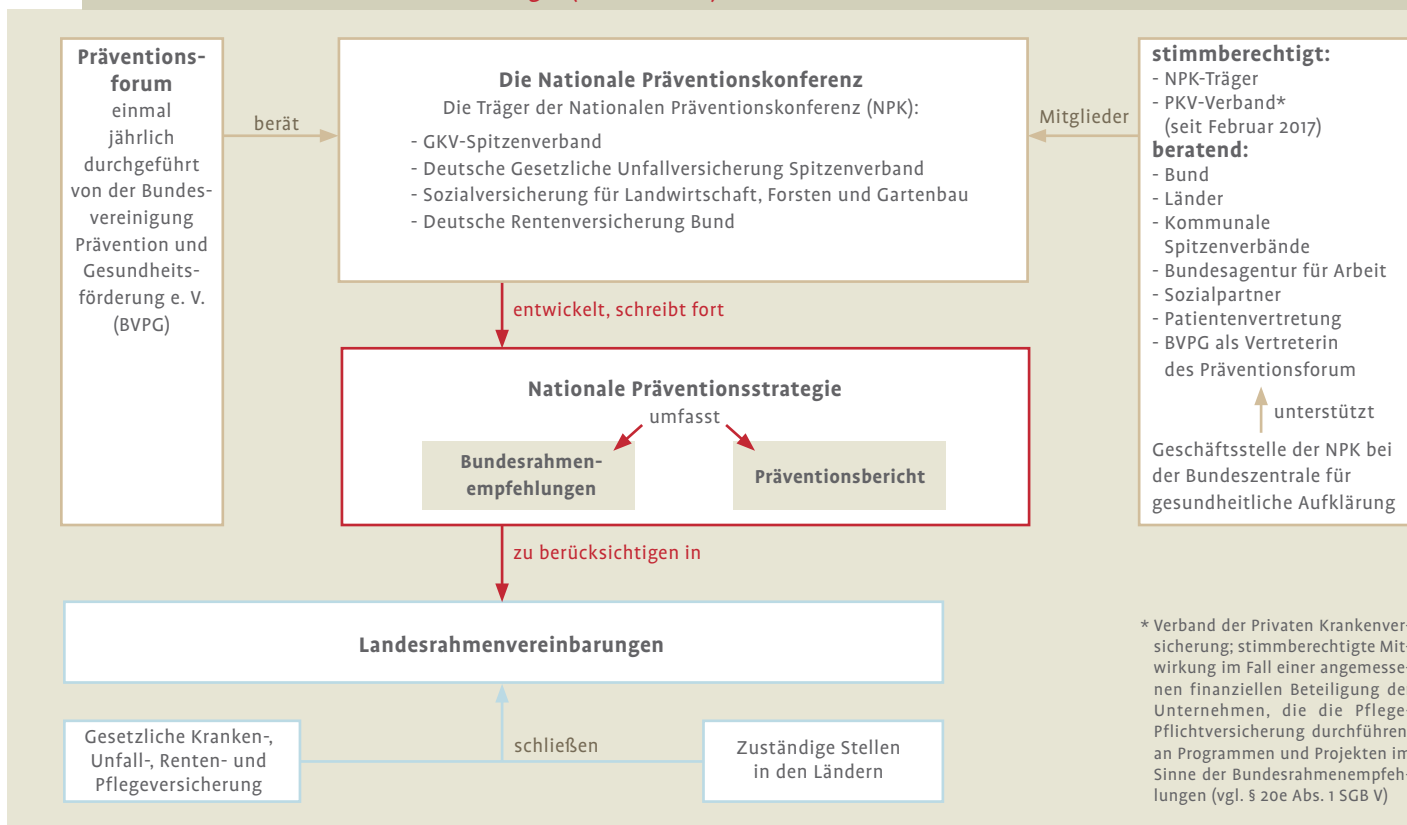 Präventions-
forum
einmal
jährlich
durchgeführt
von der Bundes-
vereinigung
Prävention und
Gesundheits-
förderung e. V.
(BVPG)
berät
Die Nationale Präventionskonferenz
Die Träger der Nationalen Präventionskonferenz (NPK):
- GKV-Spitzenverband
- Deutsche Gesetzliche Unfallversicherung Spitzenverband
- Sozialversicherung für Landwirtschaft, Forsten und Gartenbau
- Deutsche Rentenversicherung Bund
Mitglieder
stimmberechtigt:
- NPK-Träger
- PKV-Verband*
(seit Februar 2017)
beratend:
- Bund
- Länder
- Kommunale
Spitzenverbände
- Bundesagentur für Arbeit
- Sozialpartner
- Patientenvertretung
- BVPG als Vertreterin
des Präventionsforum
unterstützt
Geschäftsstelle der NPK bei
der Bundeszentrale für
gesundheitliche Aufklärung
entwickelt, schreibt fort
Nationale Präventionsstrategie
umfasst
Bundesrahmen-
empfehlungen
Präventionsbericht
zu berücksichtigen in
Landesrahmenvereinbarungen
Gesetzliche Kranken-,
Unfall-, Renten- und
Pflegeversicherung
schließen
Zuständige Stellen
in den Ländern
* Verband der Privaten Krankenver-
sicherung; stimmberechtigte Mit-
wirkung im Fall einer angemesse-
nen finanziellen Beteiligung de
Unternehmen, die die Pflege-
Pflichtversicherung durchführen
an Programmen und Projekten im
Sinne der Bundesrahmenempfeh-
lungen (vgl. § 20e Abs. 1 SGB V)